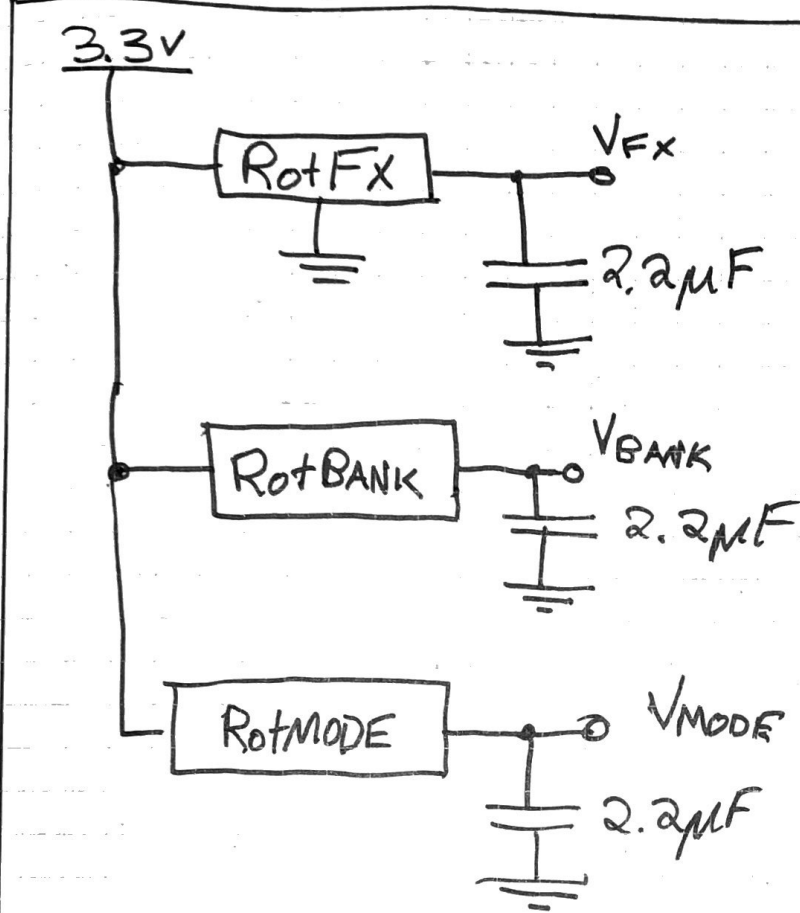 3.3V
RotFX
VFX
2.2µF
RotBANK
VBANK
2.2µF
RotMODE
VMODE
2.2µF